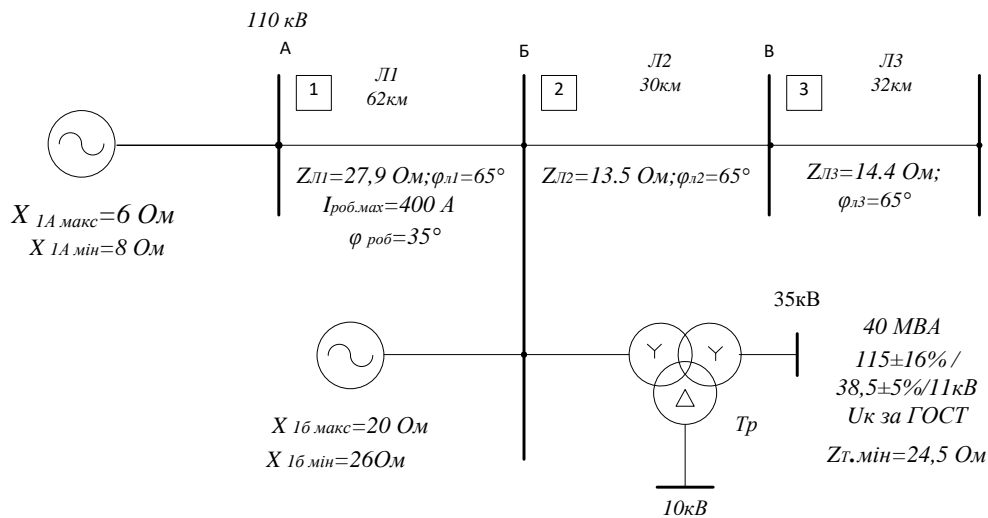 110 кВ
А
Б
В
1
Л1
62км
2
Л2
30км
3
Л3
32км
ZЛ1=27,9 Ом;φл1=65°
Iроб.мах=400 А
φ роб=35°
ZЛ2=13.5 Ом;φл2=65°
ZЛ3=14.4 Ом;
φл3=65°
X 1А макс=6 Ом
X 1А мін=8 Ом
35кВ
40 МВА
115±16% /
38,5±5%/11кВ
Uк за ГОСТ
ZТ.мін=24,5 Ом
Тр
X 1б макс=20 Ом
X 1б мін=26Ом
10кВ